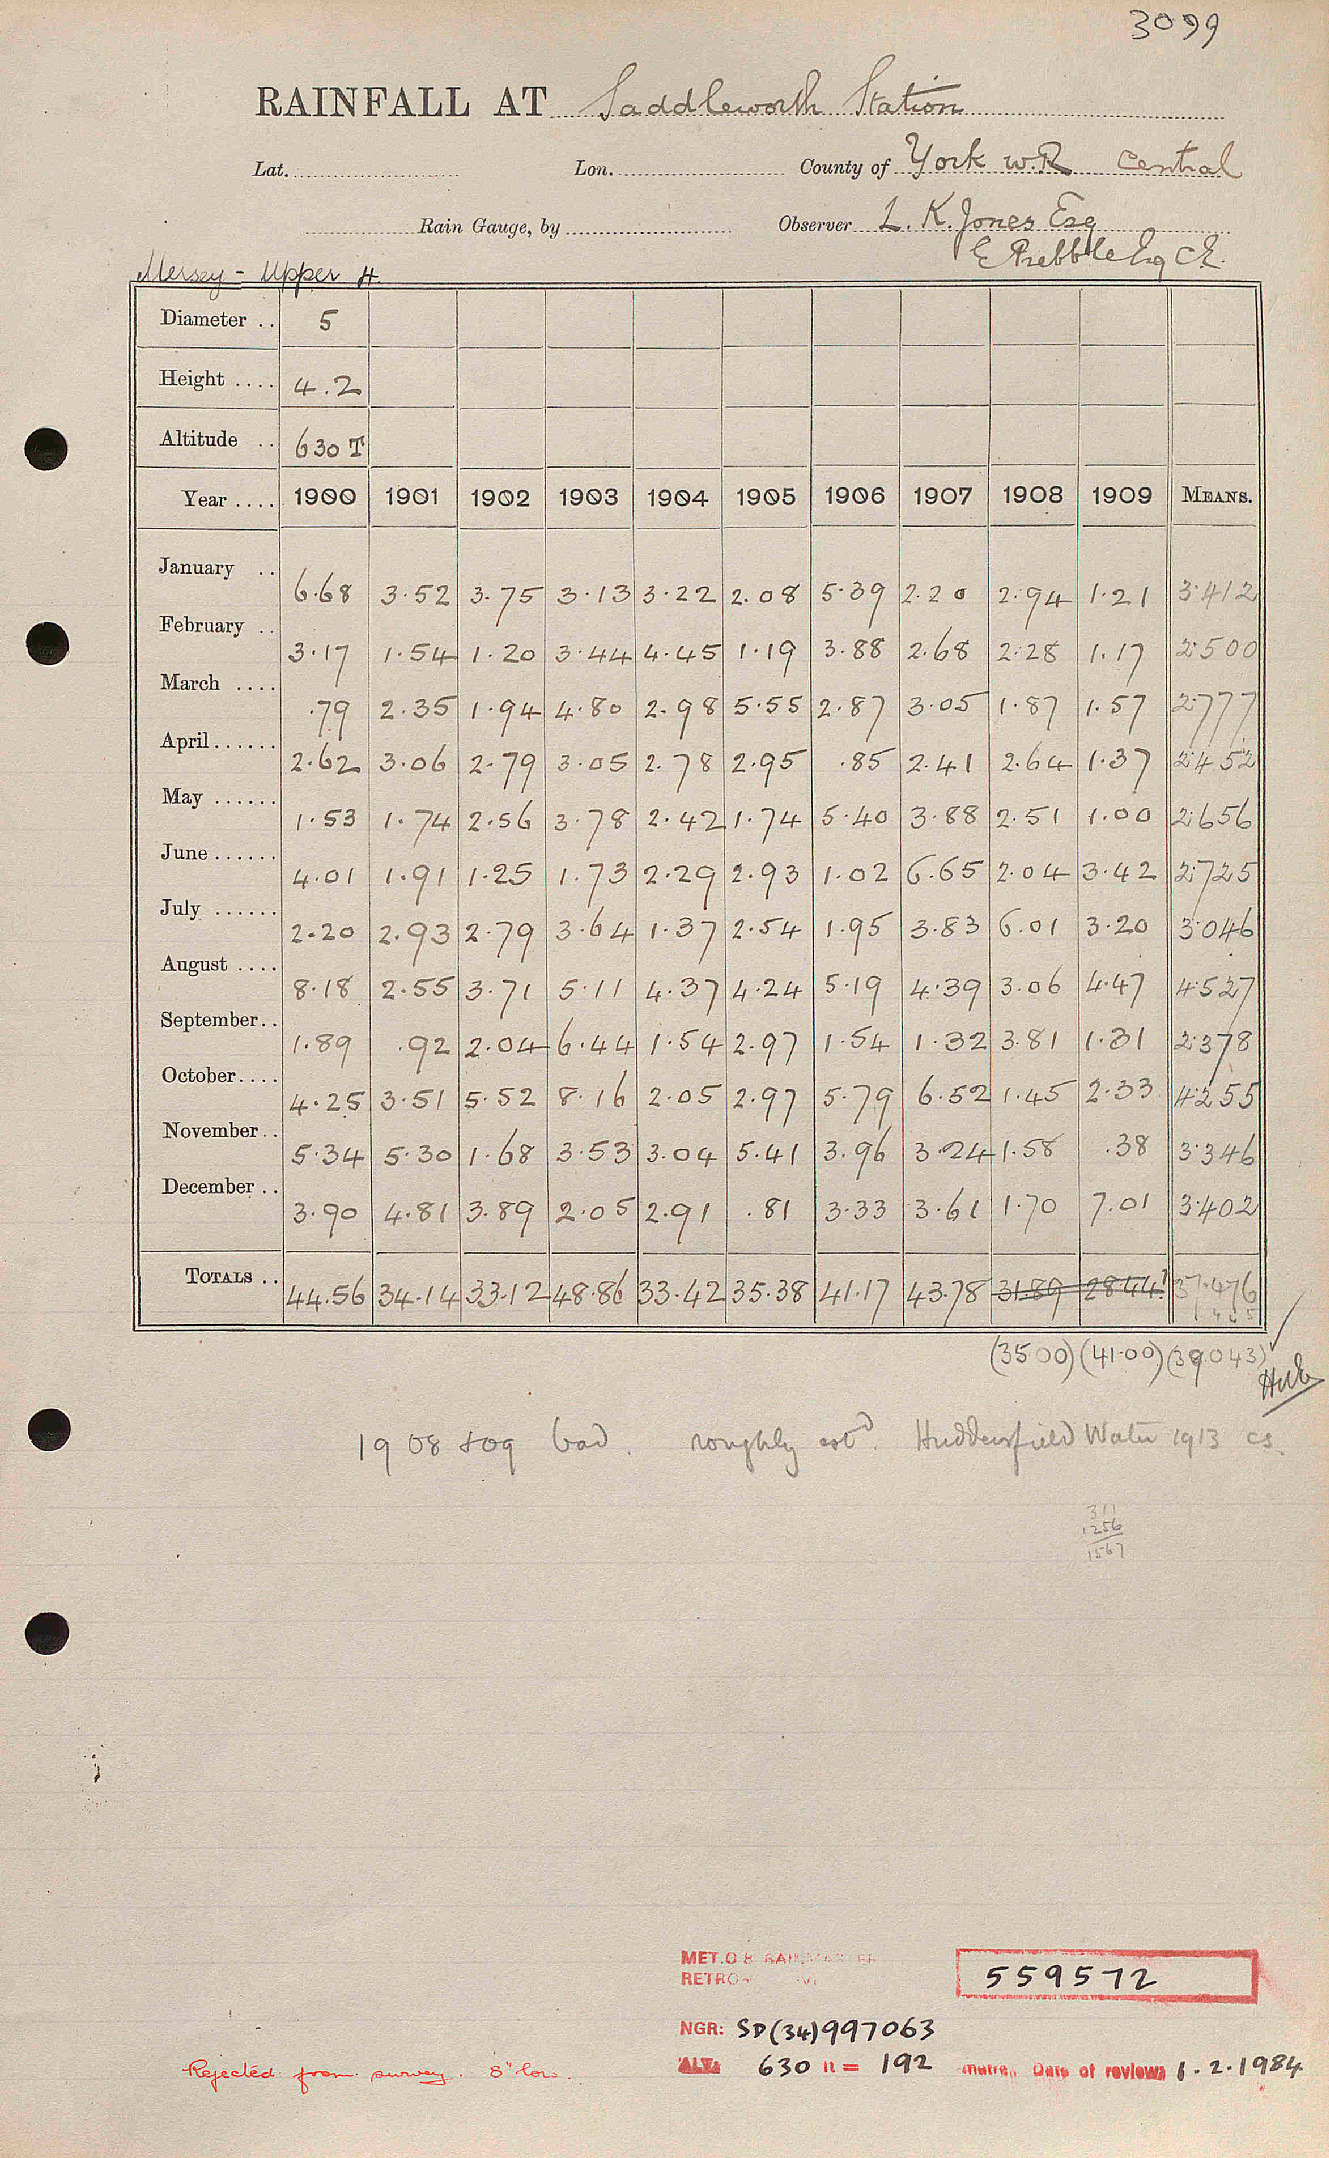 3099
RAINFALL AT Saddleworth Station
Lat. Lon. County of York W.R Central
Rain Gauge, by Observer L. K. Jones Esq
E Prebble Esq CE.
Mersey - Upper H.
Diameter .. 5
Height .... 4.2
Altitude .. 630 T
Year .... 1900 1901 1902 1903 1904 1905 1906 1907 1908 1909 MEANS.
January .. 6.68 3.52 3.75 3.13 3.22 2.08 5.39 2.20 2.94 1.21 3.412
February .. 3.17 1.54 1.20 3.44 4.45 1.19 3.88 2.68 2.28 1.17 2.500
March .... .79 2.35 1.94 4.80 2.98 5.55 2.87 3.05 1.87 1.57 2.777
April...... 2.62 3.06 2.79 3.05 2.78 2.95 .85 2.41 2.64 1.37 2.452
May ...... 1.53 1.74 2.56 3.78 2.42 1.74 5.40 3.88 2.51 1.00 2.656
June...... 4.01 1.91 1.25 1.73 2.29 2.93 1.02 6.65 2.04 3.42 2.725
July ...... 2.20 2.93 2.79 3.64 1.37 2.54 1.95 3.83 6.01 3.20 3.046
August .... 8.18 2.55 3.71 5.11 4.37 4.24 5.19 4.39 3.06 4.47 4.527
September.. 1.89 .92 2.04 6.44 1.54 2.97 1.54 1.32 3.81 1.31 2.378
October.... 4.25 3.51 5.52 8.16 2.05 2.97 5.79 6.52 1.45 2.33 4.255
November.. 5.34 5.30 1.68 3.53 3.04 5.41 3.96 3.24 1.58 .38 3.346
December .. 3.90 4.81 3.89 2.05 2.91 .81 3.33 3.61 1.70 7.01 3.402
TOTALS .. 44.56 34.14 33.12 48.86 33.42 35.38 41.17 43.78 31.89 28.44 37.476
(35.00) (41.00) (39.043)
1908 & 09 bad. roughly estd. Huddersfield Water 1913 cs.
311
1256
1567
MET.O.8
RETRO
559572
NGR: SD(34)997063
ALT. 630 ft = 192 metre. Date of review 1.2.1984
Rejected from survey. 8" low.